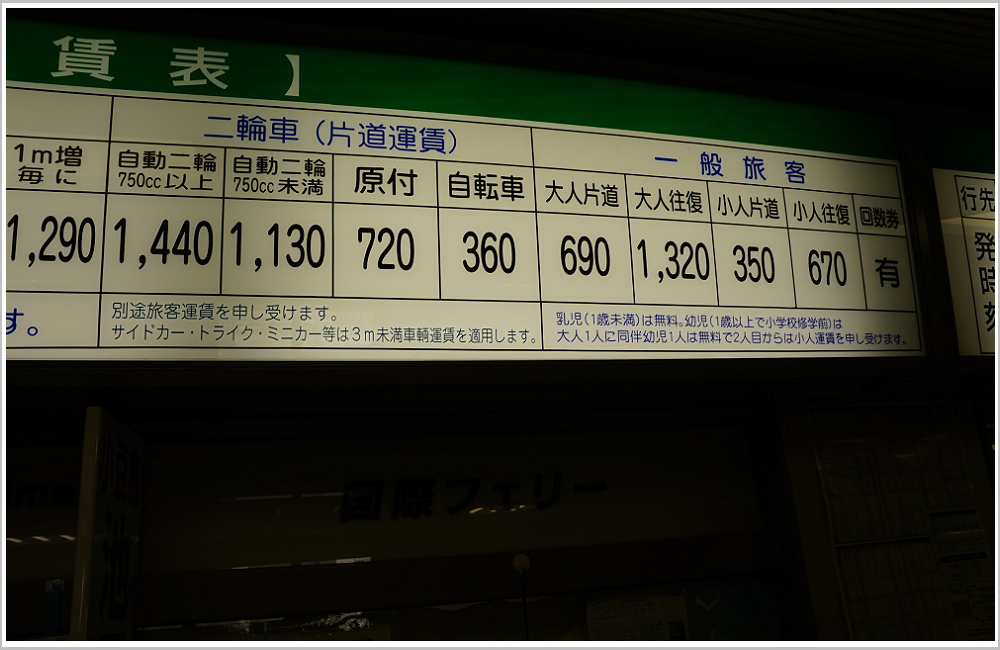 賃表】
二輪車（片道運賃）
一般旅客
1m増
毎に
自動二輪
750cc以上
自動二輪
750cc未満
原付
自転車
大人片道
大人往復
小人片道
小人往復
回数券
1,290
1,440
1,130
720
360
690
1,320
350
670
有
す。
別途旅客運賃を申し受けます。
サイドカー・トライク・ミニカー等は３ｍ未満車輌運賃を適用します。
乳児（1歳未満）は無料。幼児（1歳以上で小学校修学前）は
大人1人に同伴幼児1人は無料で2人目からは小人運賃を申し受けます。
行先
発
時
刻
国際フェリー
小豆島
池